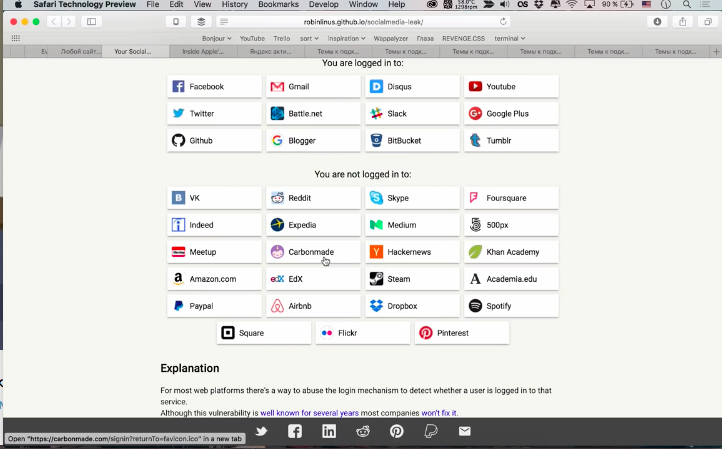 Safari Technology Preview File Edit View History Bookmarks Develop Window Help
58.0°C
1298rpm
90 %
robinlinus.github.io/socialmedia-leak/
Bonjour YouTube Trello sort inspiration Wappalyzer Глаза REVENGE.CSS terminal
Любой сайт... Your Social... Inside Apple'... Яндекс акти... Темы к подк... Темы к подк... Темы к подк... Темы к подк... Темы к подк... Темы к подк...
You are logged in to:
Facebook Gmail Disqus Youtube
Twitter Battle.net Slack Google Plus
Github Blogger BitBucket Tumblr
You are not logged in to:
VK Reddit Skype Foursquare
Indeed Expedia Medium 500px
Meetup Carbonmade Hackernews Khan Academy
Amazon.com EdX Steam Academia.edu
Paypal Airbnb Dropbox Spotify
Square Flickr Pinterest
Explanation
For most web platforms there's a way to abuse the login mechanism to detect whether a user is logged in to that
service.
Although this vulnerability is well known for several years most companies won't fix it.
Open "https://carbonmade.com/signin?returnTo=favicon.ico" in a new tab